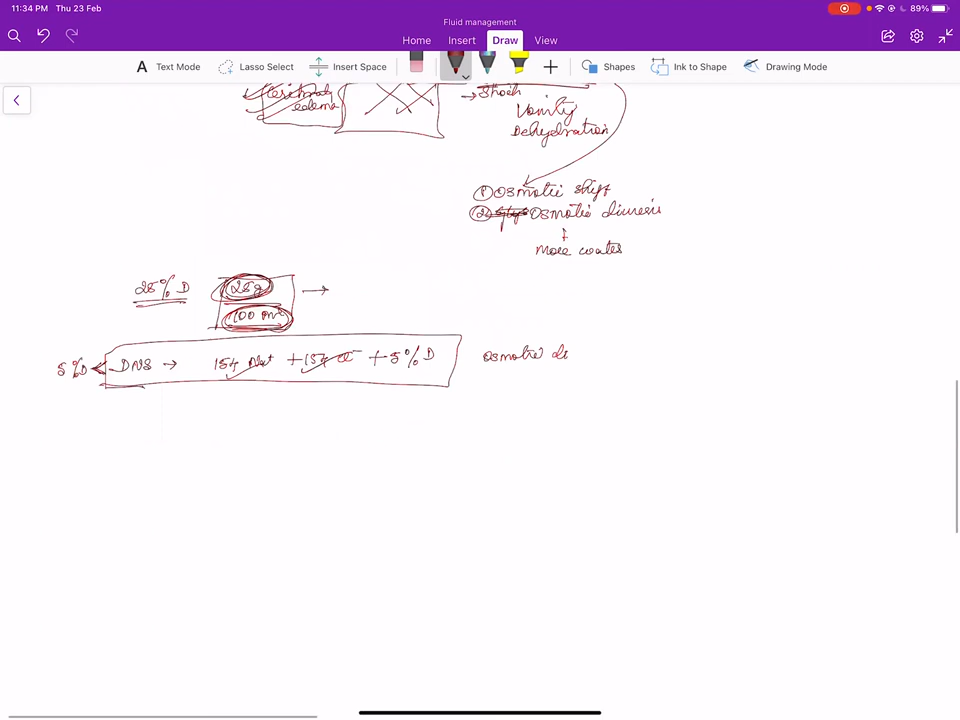 11:34 PM Thu 23 Feb
89%
Fluid management
Home Insert Draw View
Text Mode Lasso Select Insert Space Shapes Ink to Shape Drawing Mode
edema
→ Shock
Vomiting
Dehydration
① Osmotic shift
② Osmotic diuresis
↑
more water
25% D 25g →
100 ml
5%D DNS → 154 Na+ + 154 Cl- + 5% D osmotic di